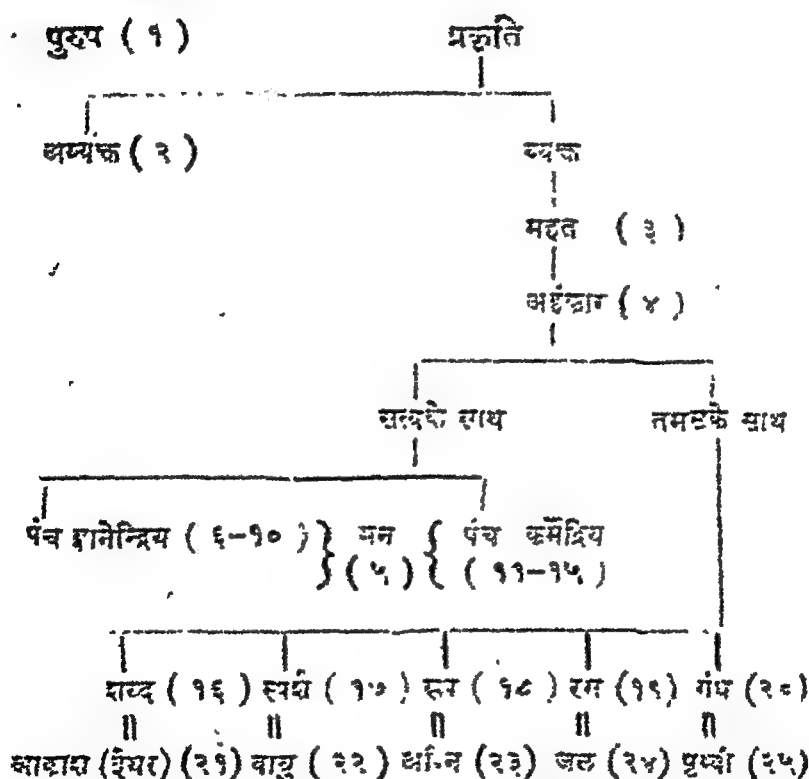 पुरुष ( १ ) प्रकृति
अव्यक्त ( २ ) व्यक्त
महत ( ३ )
अहंकार ( ४ )
सत्वके साथ तमसके साथ
पंच ज्ञानेन्द्रिय ( ६-१० ) } मन { पंच कर्मेंद्रिय
( ५ ) ( ११-१५ )
शब्द ( १६ ) स्पर्श ( १७ ) रूप ( १८ ) रस ( १९ ) गंध ( २० )
आकाश (ईथर) ( २१ ) वायु ( २२ ) अग्नि ( २३ ) जल ( २४ ) पृथ्वी ( २५ )